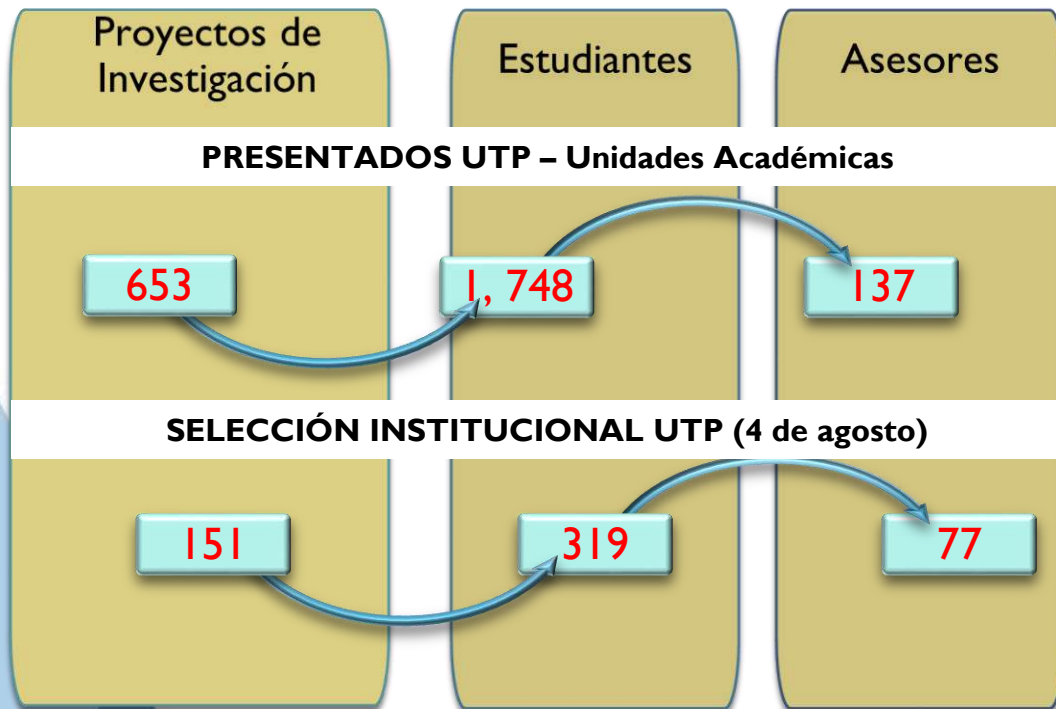 Proyectos de
Investigación
Estudiantes
Asesores
PRESENTADOS UTP – Unidades Académicas
653
1, 748
137
SELECCIÓN INSTITUCIONAL UTP (4 de agosto)
151
319
77